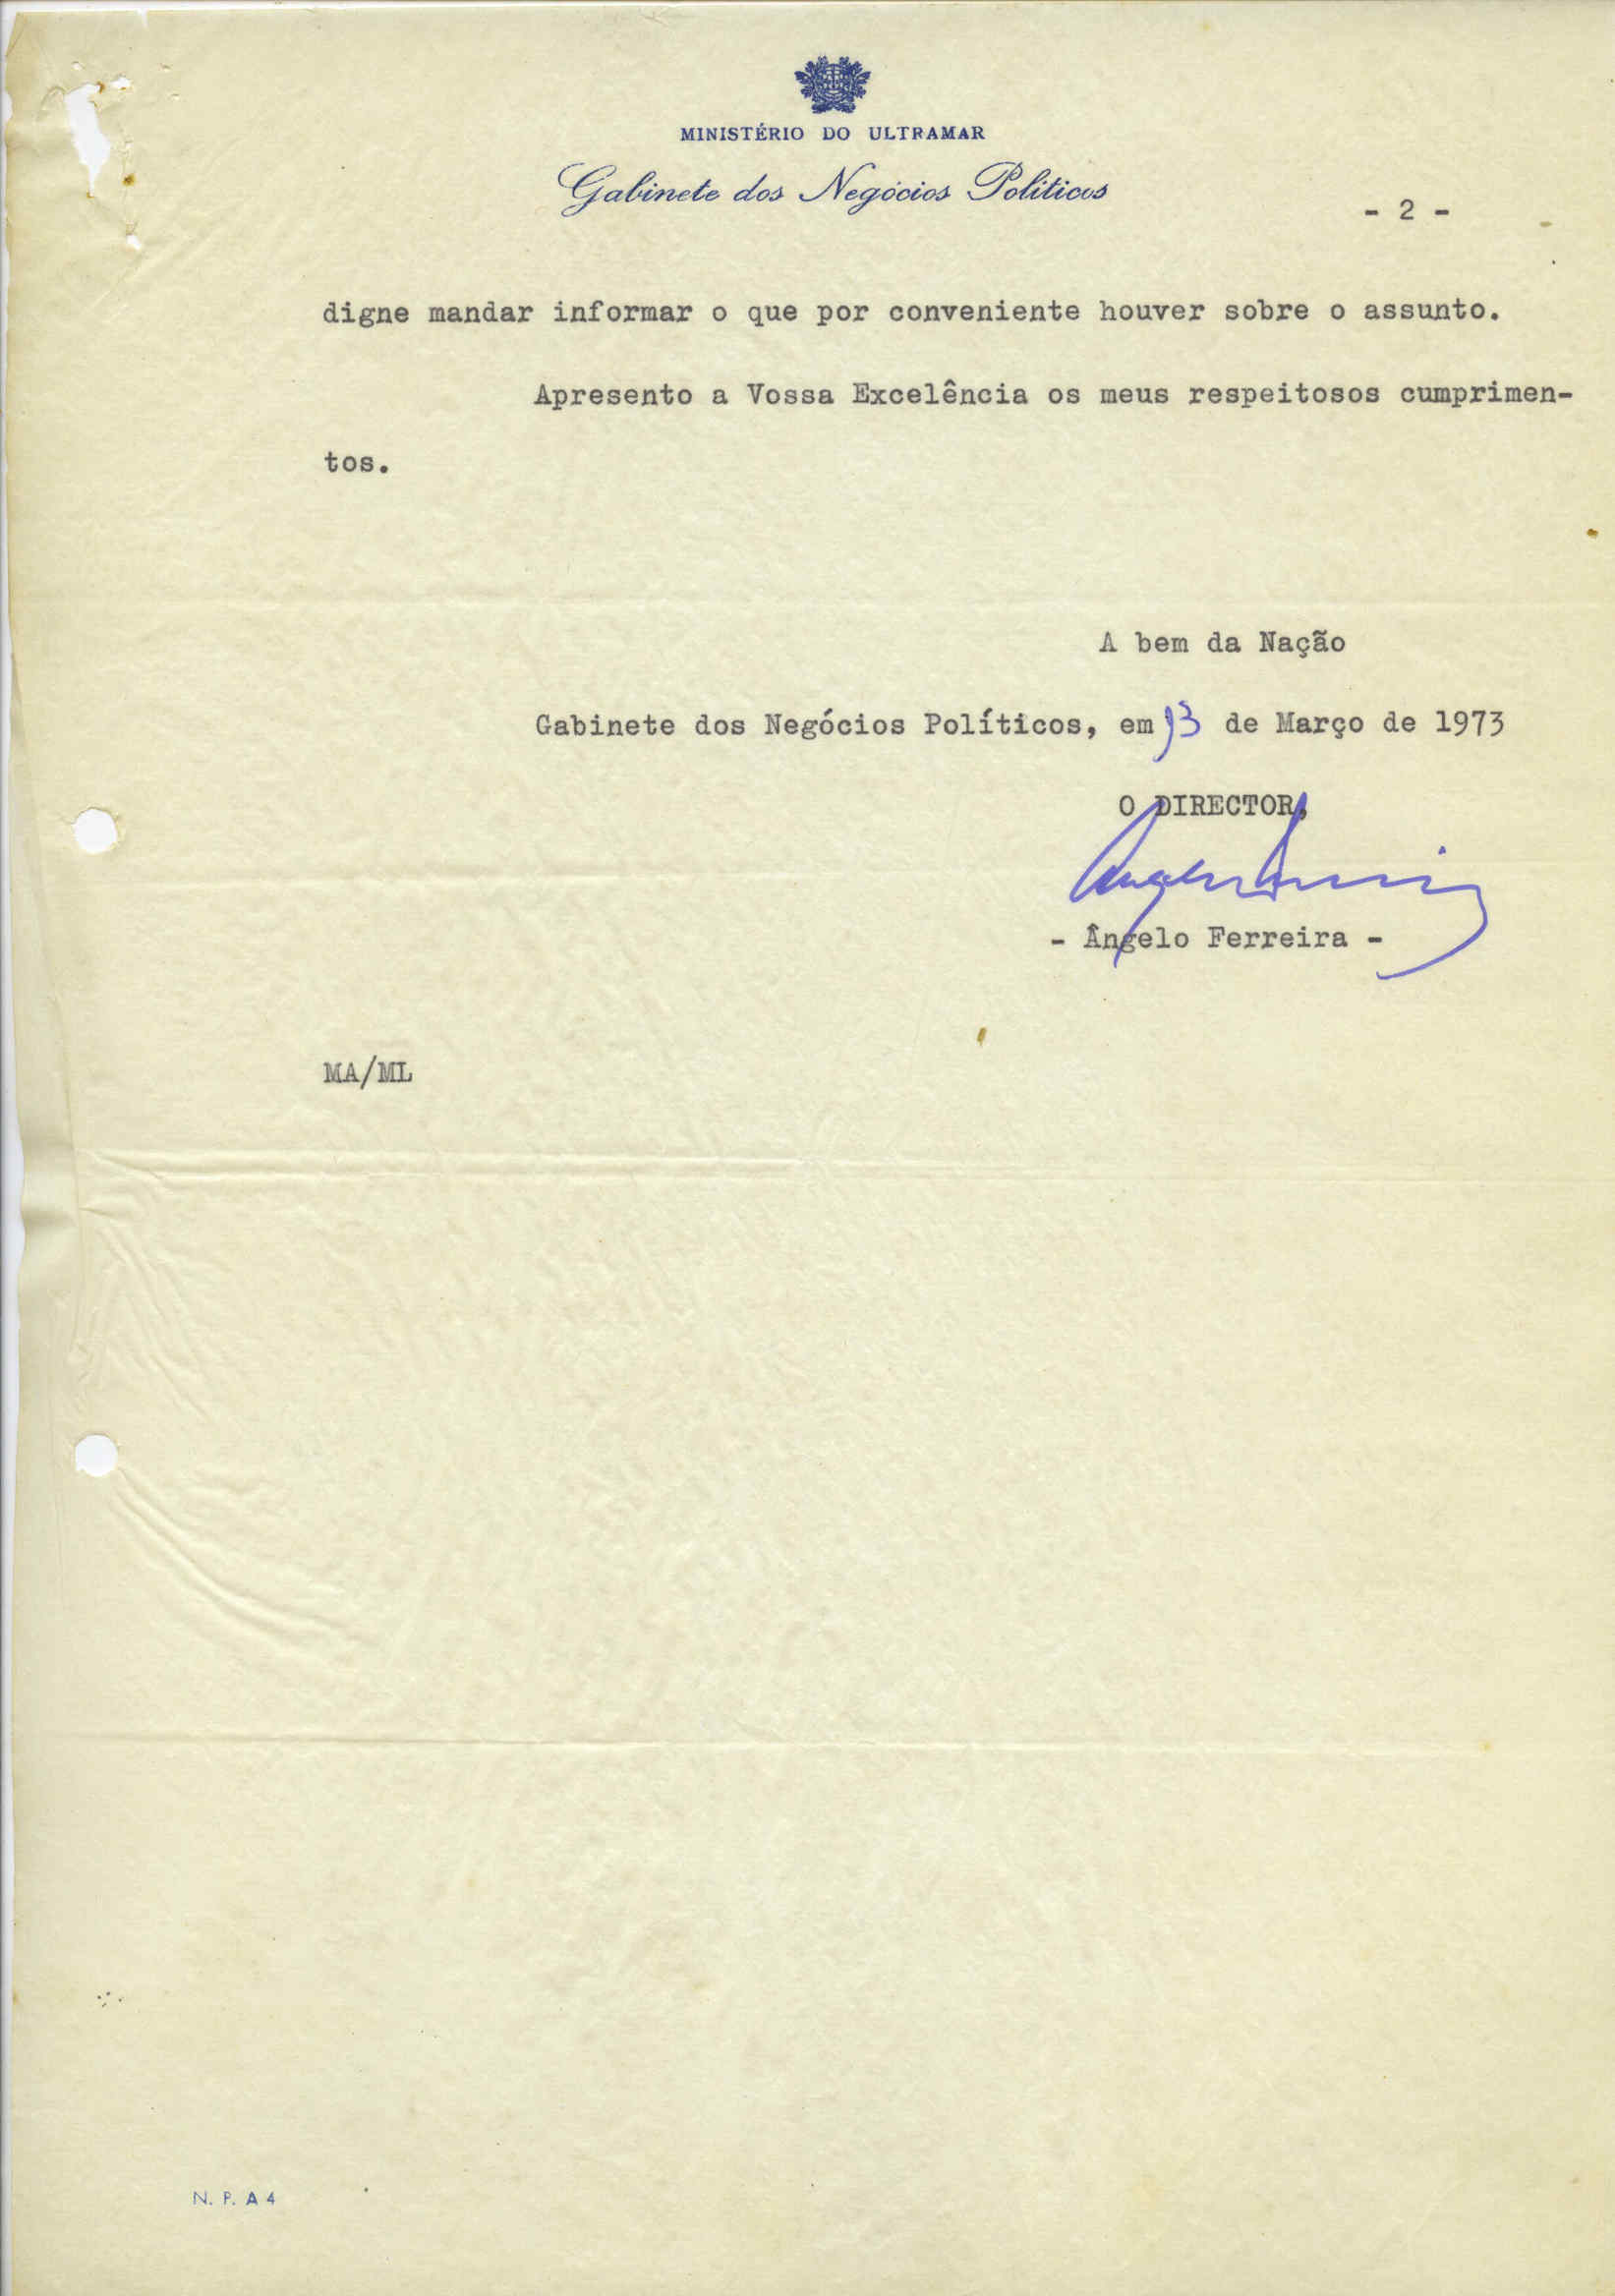 MINISTÉRIO DO ULTRAMAR
Gabinete dos Negócios Políticos
- 2 -
digne mandar informar o que por conveniente houver sobre o assunto.
Apresento a Vossa Excelência os meus respeitosos cumprimen-
tos.
A bem da Nação
Gabinete dos Negócios Políticos, em 13 de Março de 1973
O DIRECTOR,
- Ângelo Ferreira -
MA/ML
N. P. A 4